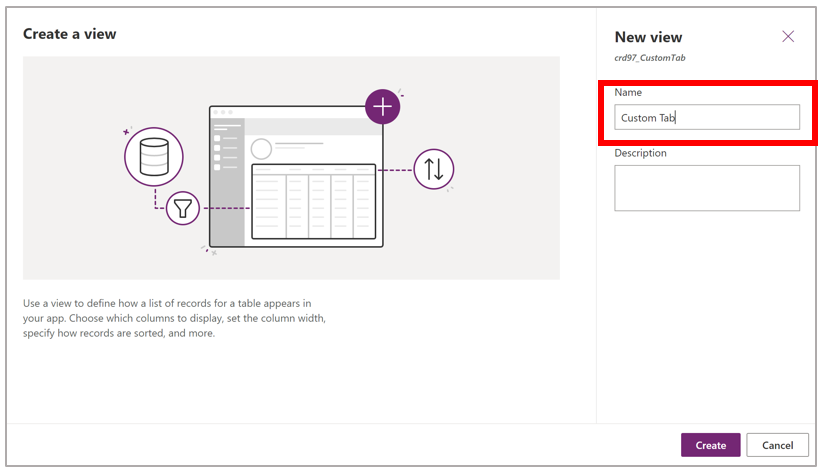 Create a view
Use a view to define how a list of records for a table appears in
your app. Choose which columns to display, set the column width,
specify how records are sorted, and more.
New view
crd97_CustomTab
Name
Custom Tab
Description
Create
Cancel